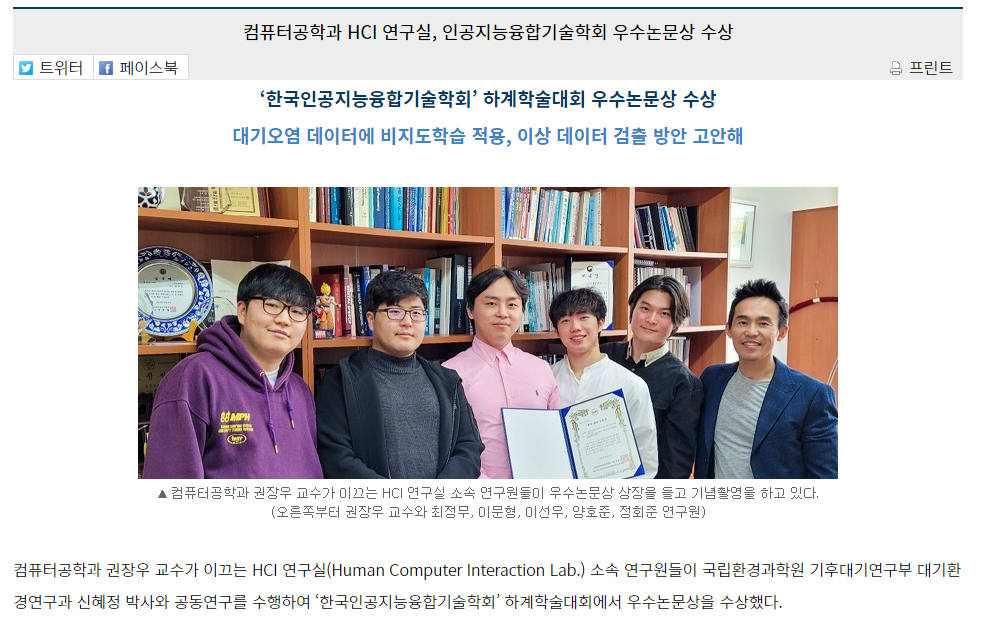 컴퓨터공학과 HCI 연구실, 인공지능융합기술학회 우수논문상 수상
트위터 페이스북 프린트
‘한국인공지능융합기술학회’ 하계학술대회 우수논문상 수상
대기오염 데이터에 비지도학습 적용, 이상 데이터 검출 방안 고안해
▲ 컴퓨터공학과 권장우 교수가 이끄는 HCI 연구실 소속 연구원들이 우수논문상 상장을 들고 기념촬영을 하고 있다.
(오른쪽부터 권장우 교수와 최정무, 이문형, 이선우, 양호준, 정회준 연구원)
컴퓨터공학과 권장우 교수가 이끄는 HCI 연구실(Human Computer Interaction Lab.) 소속 연구원들이 국립환경과학원 기후대기연구부 대기환
경연구과 신혜정 박사와 공동연구를 수행하여 ‘한국인공지능융합기술학회’ 하계학술대회에서 우수논문상을 수상했다.